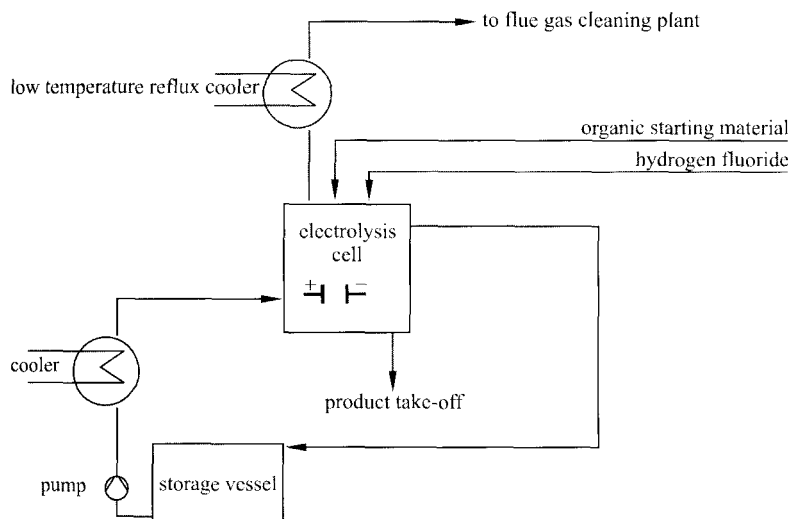 to flue gas cleaning plant
low temperature reflux cooler
organic starting material
hydrogen fluoride
electrolysis
cell
+ −
cooler
product take-off
pump
storage vessel